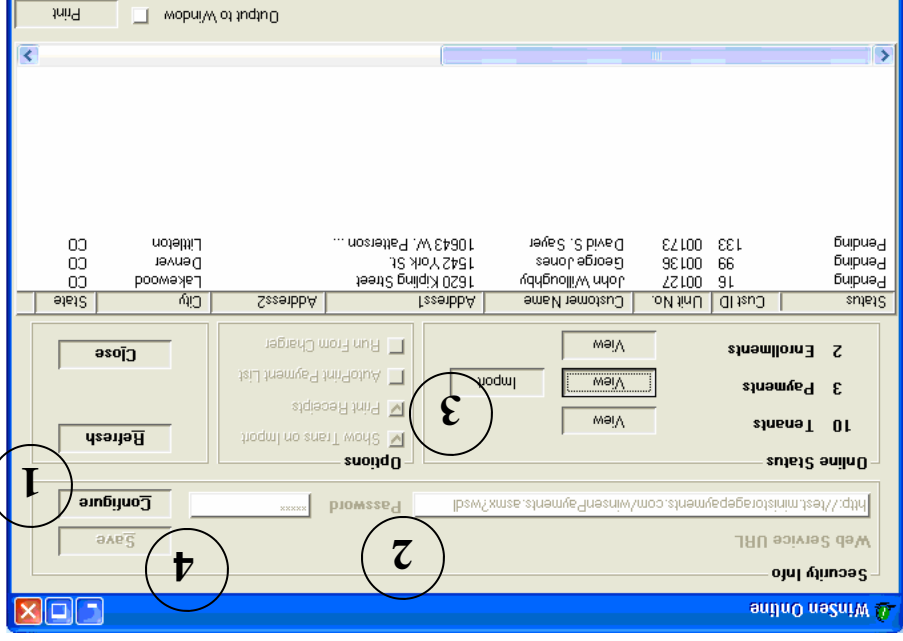 WinSen Online
Security Info
Web Service URL
Save
http://test.ministoragepayments.com/winsenPayments.asmx?wsdl
Password
xxxxx
Configure
1
2
3
4
Online Status
10 Tenants View
3 Payments View Import
2 Enrollments View
Options
Show Trans on Import
Print Receipts
AutoPrint Payment List
Run From Charger
Refresh
Close
Status Cust ID Unit No. Customer Name Address1 Address2 City State
Pending 16 00127 John Willoughby 1620 Kipling Street Lakewood CO
Pending 99 00136 George Jones 1542 York St. Denver CO
Pending 133 00173 David S. Sayer 10643 W. Patterson ... Littleton CO
Output to Window
Print